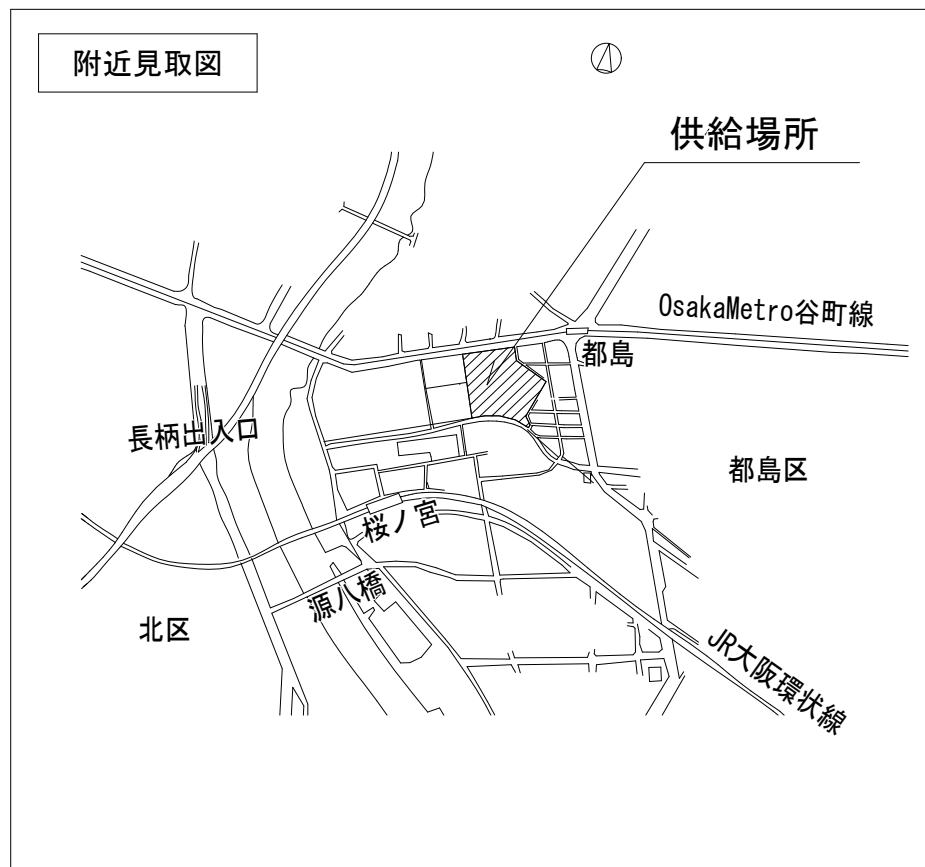 附近見取図
供給場所
OsakaMetro谷町線
都島
長柄出入口
都島区
桜ノ宮
源八橋
北区
JR大阪環状線